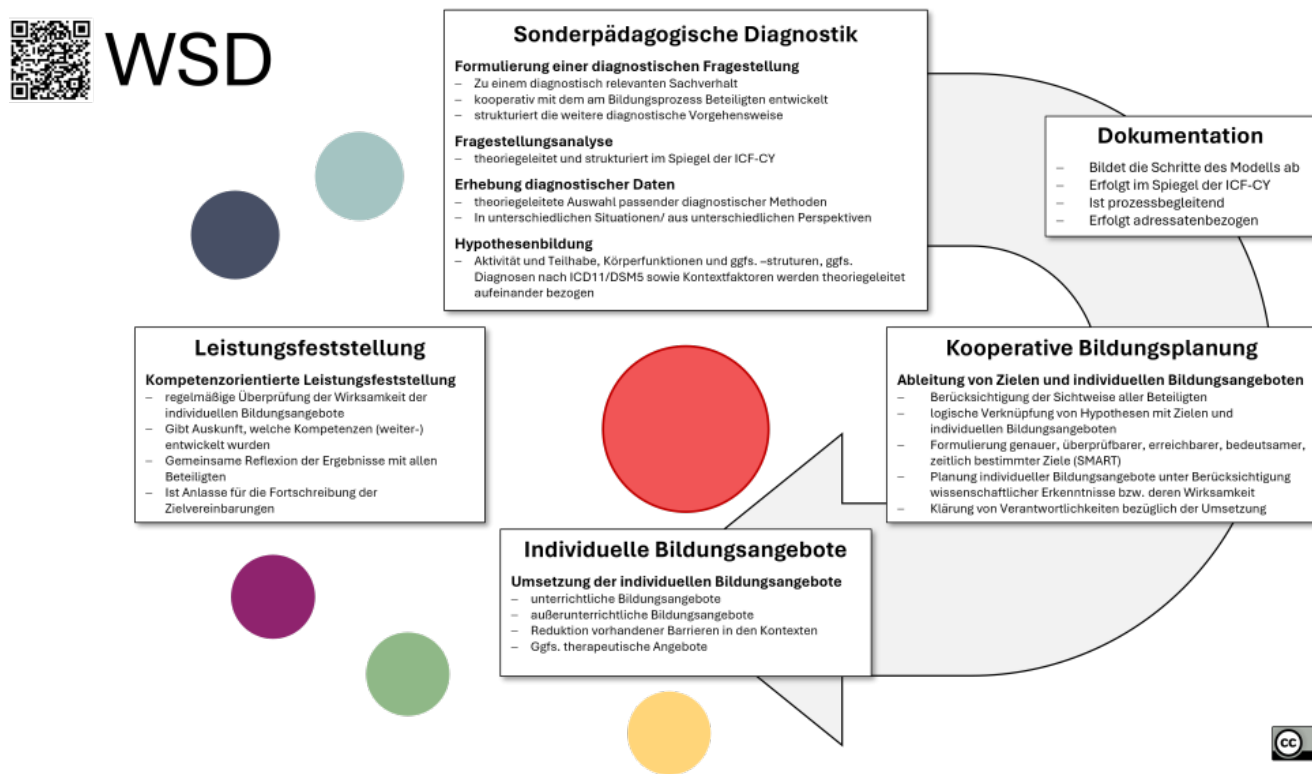 WSD
Sonderpädagogische Diagnostik
Formulierung einer diagnostischen Fragestellung
– Zu einem diagnostisch relevanten Sachverhalt
– kooperativ mit dem am Bildungsprozess Beteiligten entwickelt
– strukturiert die weitere diagnostische Vorgehensweise
Fragestellungsanalyse
– theoriegeleitet und strukturiert im Spiegel der ICF-CY
Erhebung diagnostischer Daten
– theoriegeleitete Auswahl passender diagnostischer Methoden
– In unterschiedlichen Situationen/ aus unterschiedlichen Perspektiven
Hypothesenbildung
– Aktivität und Teilhabe, Körperfunktionen und ggfs. –struturen, ggfs.
Diagnosen nach ICD11/DSM5 sowie Kontextfaktoren werden theoriegeleitet
aufeinander bezogen
Dokumentation
– Bildet die Schritte des Modells ab
– Erfolgt im Spiegel der ICF-CY
– Ist prozessbegleitend
– Erfolgt adressatenbezogen
Leistungsfeststellung
Kompetenzorientierte Leistungsfeststellung
– regelmäßige Überprüfung der Wirksamkeit der
individuellen Bildungsangebote
– Gibt Auskunft, welche Kompetenzen (weiter-)
entwickelt wurden
– Gemeinsame Reflexion der Ergebnisse mit allen
Beteiligten
– Ist Anlasse für die Fortschreibung der
Zielvereinbarungen
Kooperative Bildungsplanung
Ableitung von Zielen und individuellen Bildungsangeboten
– Berücksichtigung der Sichtweise aller Beteiligten
– logische Verknüpfung von Hypothesen mit Zielen und
individuellen Bildungsangeboten
– Formulierung genauer, überprüfbarer, erreichbarer, bedeutsamer,
zeitlich bestimmter Ziele (SMART)
– Planung individueller Bildungsangebote unter Berücksichtigung
wissenschaftlicher Erkenntnisse bzw. deren Wirksamkeit
– Klärung von Verantwortlichkeiten bezüglich der Umsetzung
Individuelle Bildungsangebote
Umsetzung der individuellen Bildungsangebote
– unterrichtliche Bildungsangebote
– außerunterrichtliche Bildungsangebote
– Reduktion vorhandener Barrieren in den Kontexten
– Ggfs. therapeutische Angebote
cc